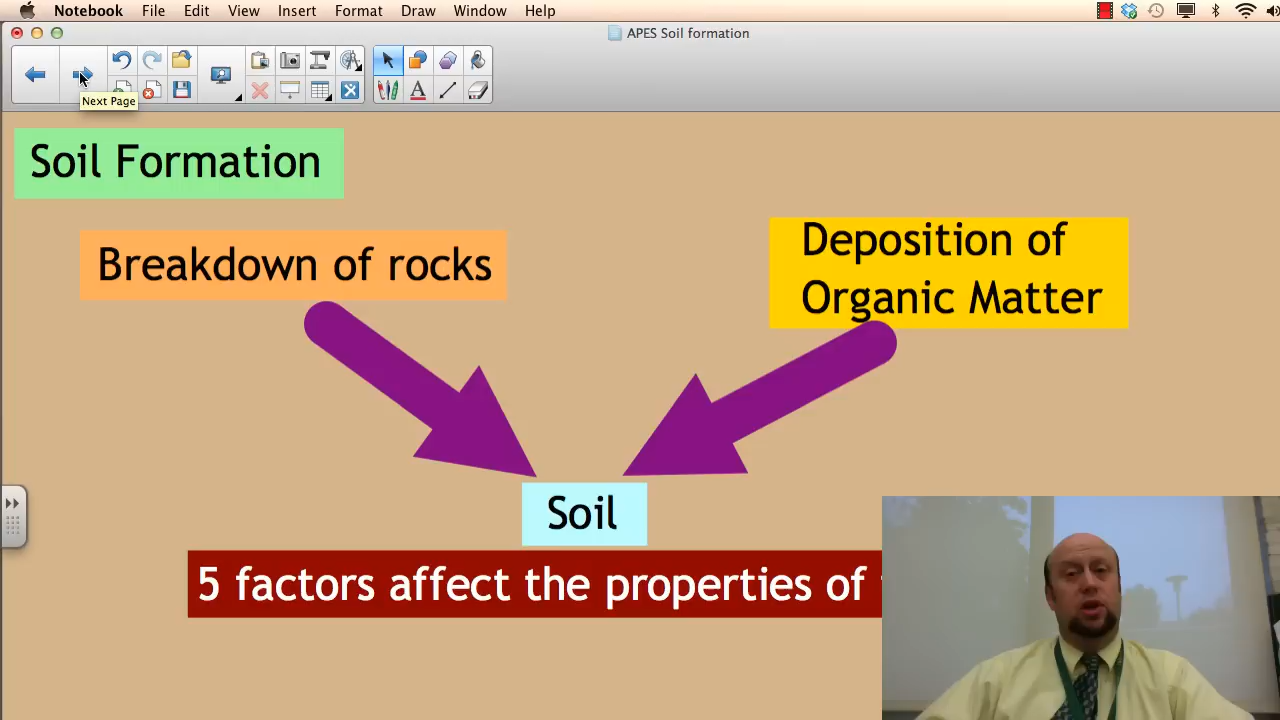 Notebook File Edit View Insert Format Draw Window Help
APES Soil formation
Next Page
Soil Formation
Breakdown of rocks
Deposition of
Organic Matter
Soil
5 factors affect the properties of